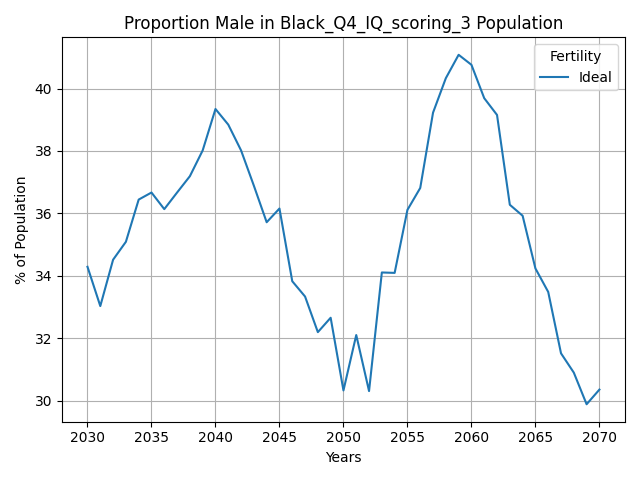 Proportion Male in Black_Q4_IQ_scoring_3 Population
Fertility
Ideal
% of Population
40
38
36
34
32
30
2030 2035 2040 2045 2050 2055 2060 2065 2070
Years